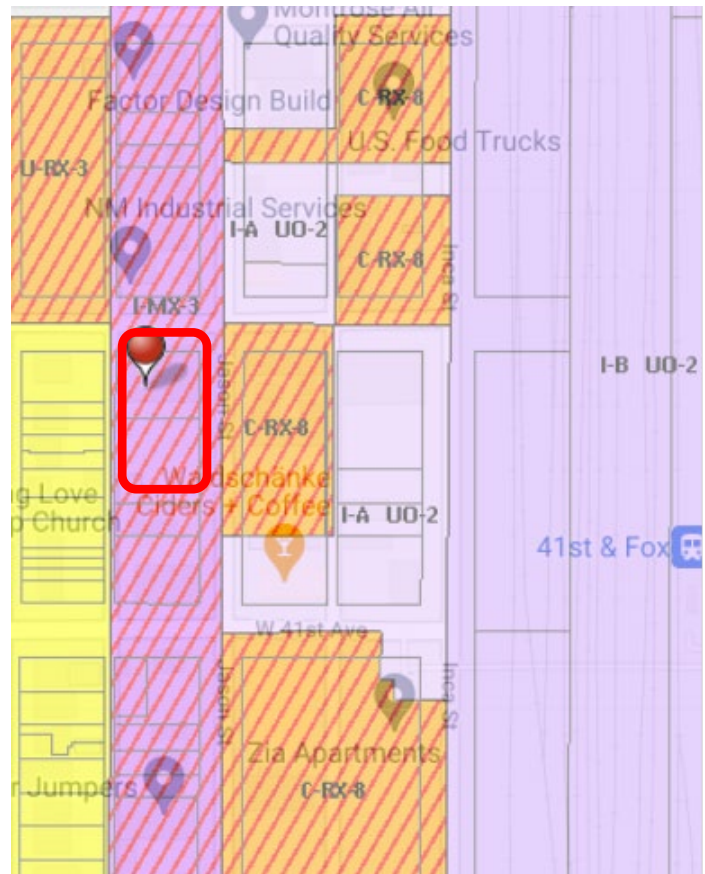 Montrose Air
Quality Services
Factor Design Build
C-RX-8
U.S. Food Trucks
U-RX-3
NM Industrial Services
I-A UO-2
C-RX-8
Inca St
I-MX-3
I-B UO-2
Jason St
C-RX-8
Waldschänke
Ciders + Coffee
g Love
p Church
I-A UO-2
41st & Fox
W 41st Ave
Jason St
Inca St
Zia Apartments
r Jumpers
C-RX-8